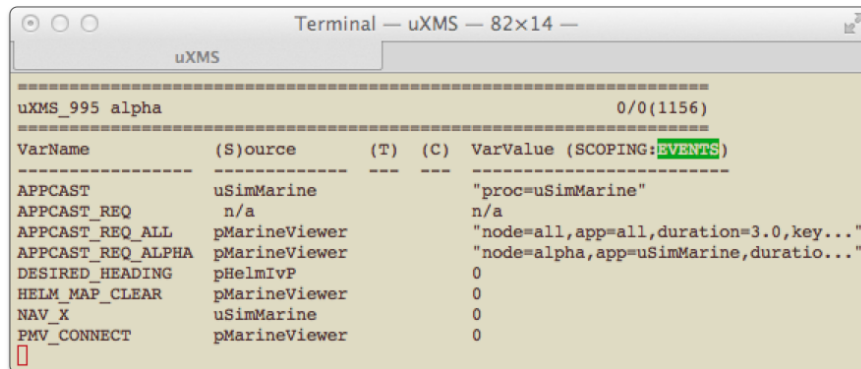 Terminal — uXMS — 82×14 —
uXMS
=================================================================
uXMS_995 alpha 0/0(1156)
=================================================================
VarName (S)ource (T) (C) VarValue (SCOPING:EVENTS)
----------------- ------------- --- --- -------------------------
APPCAST uSimMarine "proc=uSimMarine"
APPCAST_REQ n/a n/a
APPCAST_REQ_ALL pMarineViewer "node=all,app=all,duration=3.0,key..."
APPCAST_REQ_ALPHA pMarineViewer "node=alpha,app=uSimMarine,duratio..."
DESIRED_HEADING pHelmIvP 0
HELM_MAP_CLEAR pMarineViewer 0
NAV_X uSimMarine 0
PMV_CONNECT pMarineViewer 0